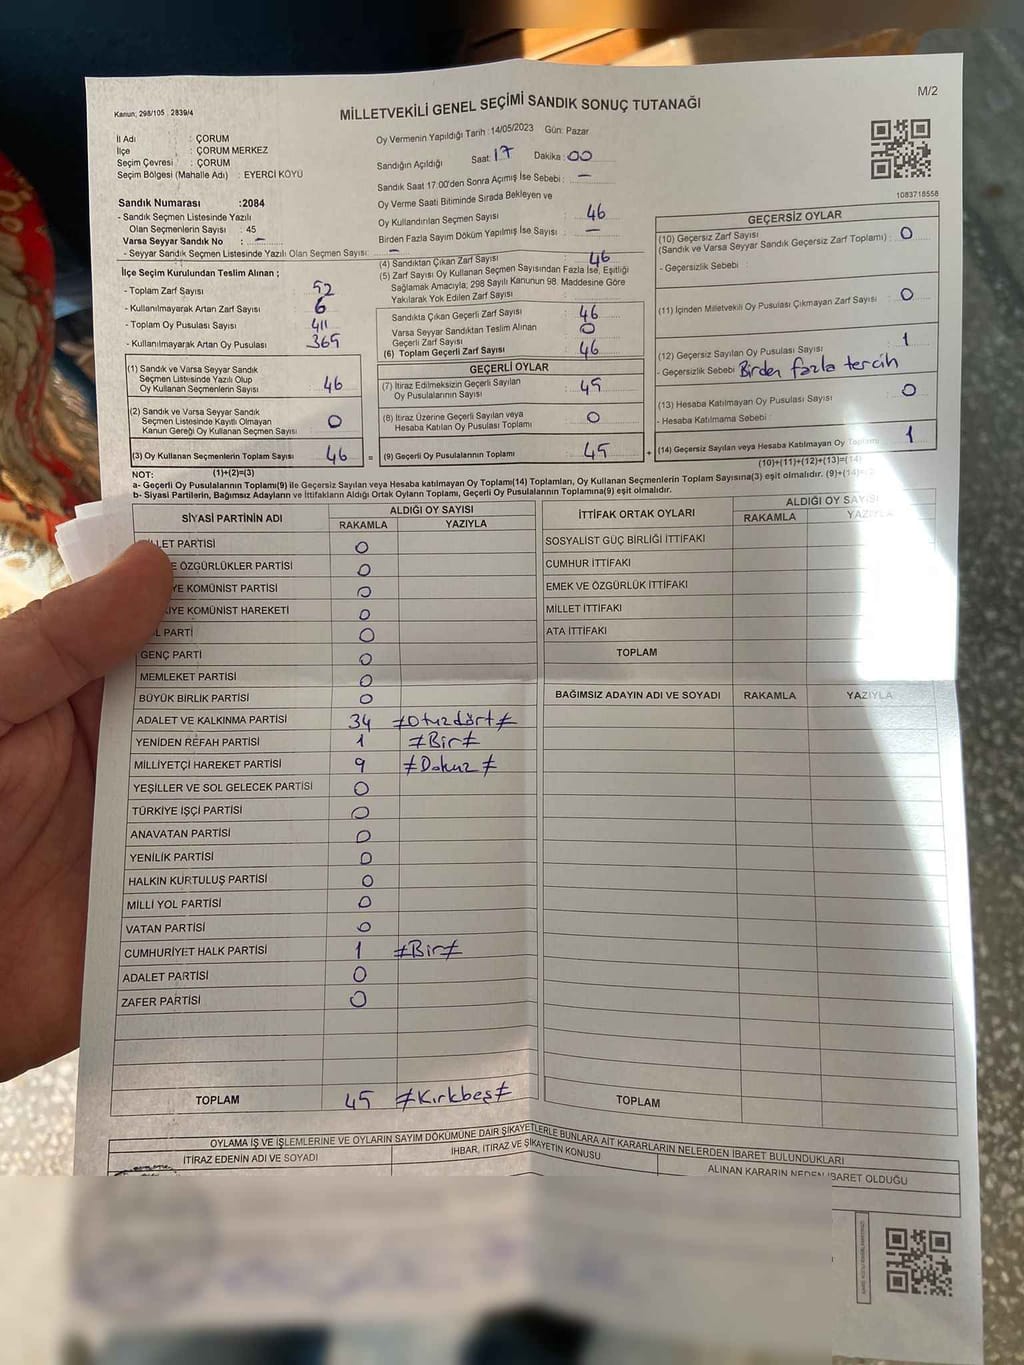 M/2
Kanun; 298/105 2839/4
MİLLETVEKİLİ GENEL SEÇİMİ SANDIK SONUÇ TUTANAĞI
1083718558
İl Adı : ÇORUM
İlçe : ÇORUM MERKEZ
Seçim Çevresi : ÇORUM
Seçim Bölgesi (Mahalle Adı) : EYERCİ KÖYÜ
Oy Vermenin Yapıldığı Tarih : 14/05/2023 Gün: Pazar
Sandığın Açıldığı Saat: 17 Dakika: 00
Sandık Saat 17.00'den Sonra Açılmış İse Sebebi : -
Oy Verme Saati Bitiminde Sırada Bekleyen ve
Oy Kullandırılan Seçmen Sayısı 46
Birden Fazla Sayım Döküm Yapılmış İse Sayısı : -
Sandık Numarası :2084
- Sandık Seçmen Listesinde Yazılı
Olan Seçmenlerin Sayısı : 45
Varsa Seyyar Sandık No : -
- Seyyar Sandık Seçmen Listesinde Yazılı Olan Seçmen Sayısı: -
İlçe Seçim Kurulundan Teslim Alınan ;
- Toplam Zarf Sayısı 52
- Kullanılmayarak Artan Zarf Sayısı : 6
- Toplam Oy Pusulası Sayısı 411
- Kullanılmayarak Artan Oy Pusulası : 365
(1) Sandık ve Varsa Seyyar Sandık
Seçmen Listesinde Yazılı Olup
Oy Kullanan Seçmenlerin Sayısı : 46
(2) Sandık ve Varsa Seyyar Sandık
Seçmen Listesinde Kayıtlı Olmayan
Kanun Gereği Oy Kullanan Seçmen Sayısı : 0
(3) Oy Kullanan Seçmenlerin Toplam Sayısı 46 =
(1)+(2)=(3)
(4) Sandıktan Çıkan Zarf Sayısı : 46
(5) Zarf Sayısı Oy Kullanan Seçmen Sayısından Fazla İse, Eşitliği
Sağlamak Amacıyla, 298 Sayılı Kanunun 98. Maddesine Göre
Yakılarak Yok Edilen Zarf Sayısı
Sandıkta Çıkan Geçerli Zarf Sayısı : 46
Varsa Seyyar Sandıktan Teslim Alınan
Geçerli Zarf Sayısı : 0
(6) Toplam Geçerli Zarf Sayısı : 46
GEÇERLİ OYLAR
(7) İtiraz Edilmeksizin Geçerli Sayılan
Oy Pusulalarının Sayısı : 45
(8) İtiraz Üzerine Geçerli Sayılan veya
Hesaba Katılan Oy Pusulası Toplamı : 0
(9) Geçerli Oy Pusulalarının Toplamı : 45 +
GEÇERSİZ OYLAR
(10) Geçersiz Zarf Sayısı
(Sandık ve Varsa Seyyar Sandık Geçersiz Zarf Toplamı) : 0
- Geçersizlik Sebebi :
(11) İçinden Milletvekili Oy Pusulası Çıkmayan Zarf Sayısı : 0
(12) Geçersiz Sayılan Oy Pusulası Sayısı : 1
- Geçersizlik Sebebi : Birden fazla tercih
(13) Hesaba Katılmayan Oy Pusulası Sayısı : 0
- Hesaba Katılmama Sebebi :
(14) Geçersiz Sayılan veya Hesaba Katılmayan Oy Toplamı : 1
(10)+(11)+(12)+(13)=(14)
NOT:
a- Geçerli Oy Pusulalarının Toplamı(9) ile Geçersiz Sayılan veya Hesaba katılmayan Oy Toplamı(14) Toplamları, Oy Kullanan Seçmenlerin Toplam Sayısına(3) eşit olmalıdır. (9)+(14)=
b- Siyasi Partilerin, Bağımsız Adayların ve İttifakların Aldığı Ortak Oyların Toplamı, Geçerli Oy Pusulalarının Toplamına(9) eşit olmalıdır.
SİYASİ PARTİNİN ADI ALDIĞI OY SAYISI
RAKAMLA YAZIYLA
LET PARTİSİ 0
E ÖZGÜRLÜKLER PARTİSİ 0
YE KOMÜNİST PARTİSİ 0
KİYE KOMÜNİST HAREKETİ 0
L PARTİ 0
GENÇ PARTİ 0
MEMLEKET PARTİSİ 0
BÜYÜK BİRLİK PARTİSİ 0
ADALET VE KALKINMA PARTİSİ 34 ≠Otuzdört≠
YENİDEN REFAH PARTİSİ 1 ≠Bir≠
MİLLİYETÇİ HAREKET PARTİSİ 9 ≠Dokuz≠
YEŞİLLER VE SOL GELECEK PARTİSİ 0
TÜRKİYE İŞÇİ PARTİSİ 0
ANAVATAN PARTİSİ 0
YENİLİK PARTİSİ 0
HALKIN KURTULUŞ PARTİSİ 0
MİLLİ YOL PARTİSİ 0
VATAN PARTİSİ 0
CUMHURİYET HALK PARTİSİ 1 ≠Bir≠
ADALET PARTİSİ 0
ZAFER PARTİSİ 0
TOPLAM 45 ≠Kırkbeş≠
İTTİFAK ORTAK OYLARI ALDIĞI OY SAYISI
RAKAMLA YAZIYLA
SOSYALİST GÜÇ BİRLİĞİ İTTİFAKI
CUMHUR İTTİFAKI
EMEK VE ÖZGÜRLÜK İTTİFAKI
MİLLET İTTİFAKI
ATA İTTİFAKI
TOPLAM
BAĞIMSIZ ADAYIN ADI VE SOYADI RAKAMLA YAZIYLA
TOPLAM
OYLAMA İŞ VE İŞLEMLERİNE VE OYLARIN SAYIM DÖKÜMÜNE DAİR ŞİKAYETLERLE BUNLARA AİT KARARLARIN NELERDEN İBARET BULUNDUKLARI
İTİRAZ EDENİN ADI VE SOYADI İHBAR, İTİRAZ VE ŞİKAYETİN KONUSU ALINAN KARARIN NEDEN İBARET OLDUĞU